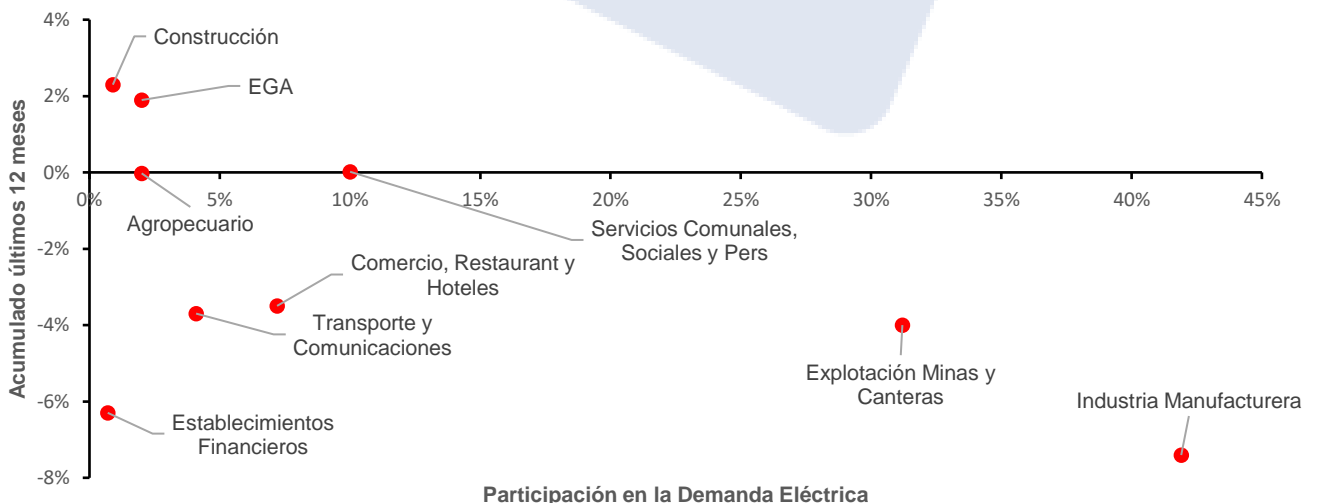 4%
Construcción
EGA
2%
0%
0%
5%
10%
15%
20%
25%
30%
35%
40%
45%
Agropecuario
Servicios Comunales,
Sociales y Pers
-2%
Comercio, Restaurant y
Hoteles
Transporte y
Comunicaciones
-4%
Explotación Minas y
Canteras
Industria Manufacturera
-6%
Establecimientos
Financieros
-8%
Acumulado últimos 12 meses
Participación en la Demanda Eléctrica